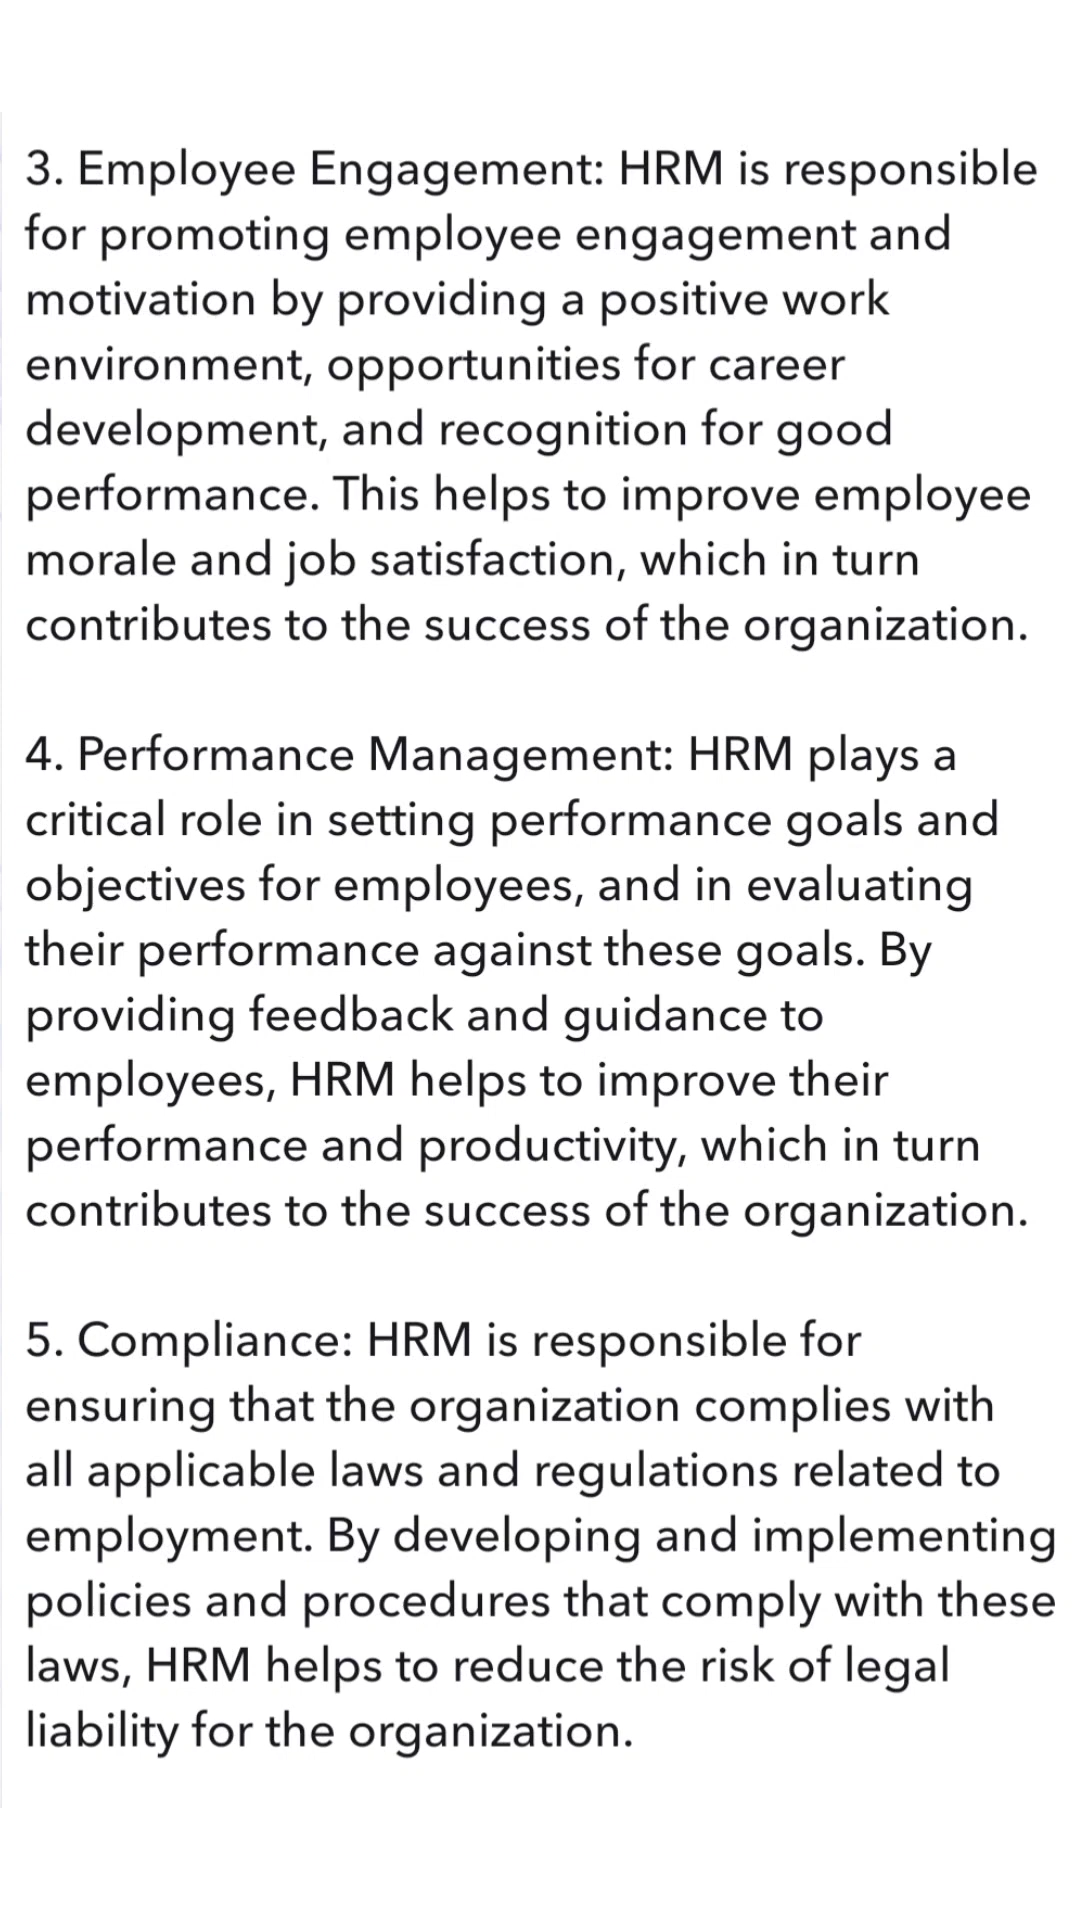 3. Employee Engagement: HRM is responsible
for promoting employee engagement and
motivation by providing a positive work
environment, opportunities for career
development, and recognition for good
performance. This helps to improve employee
morale and job satisfaction, which in turn
contributes to the success of the organization.
4. Performance Management: HRM plays a
critical role in setting performance goals and
objectives for employees, and in evaluating
their performance against these goals. By
providing feedback and guidance to
employees, HRM helps to improve their
performance and productivity, which in turn
contributes to the success of the organization.
5. Compliance: HRM is responsible for
ensuring that the organization complies with
all applicable laws and regulations related to
employment. By developing and implementing
policies and procedures that comply with these
laws, HRM helps to reduce the risk of legal
liability for the organization.